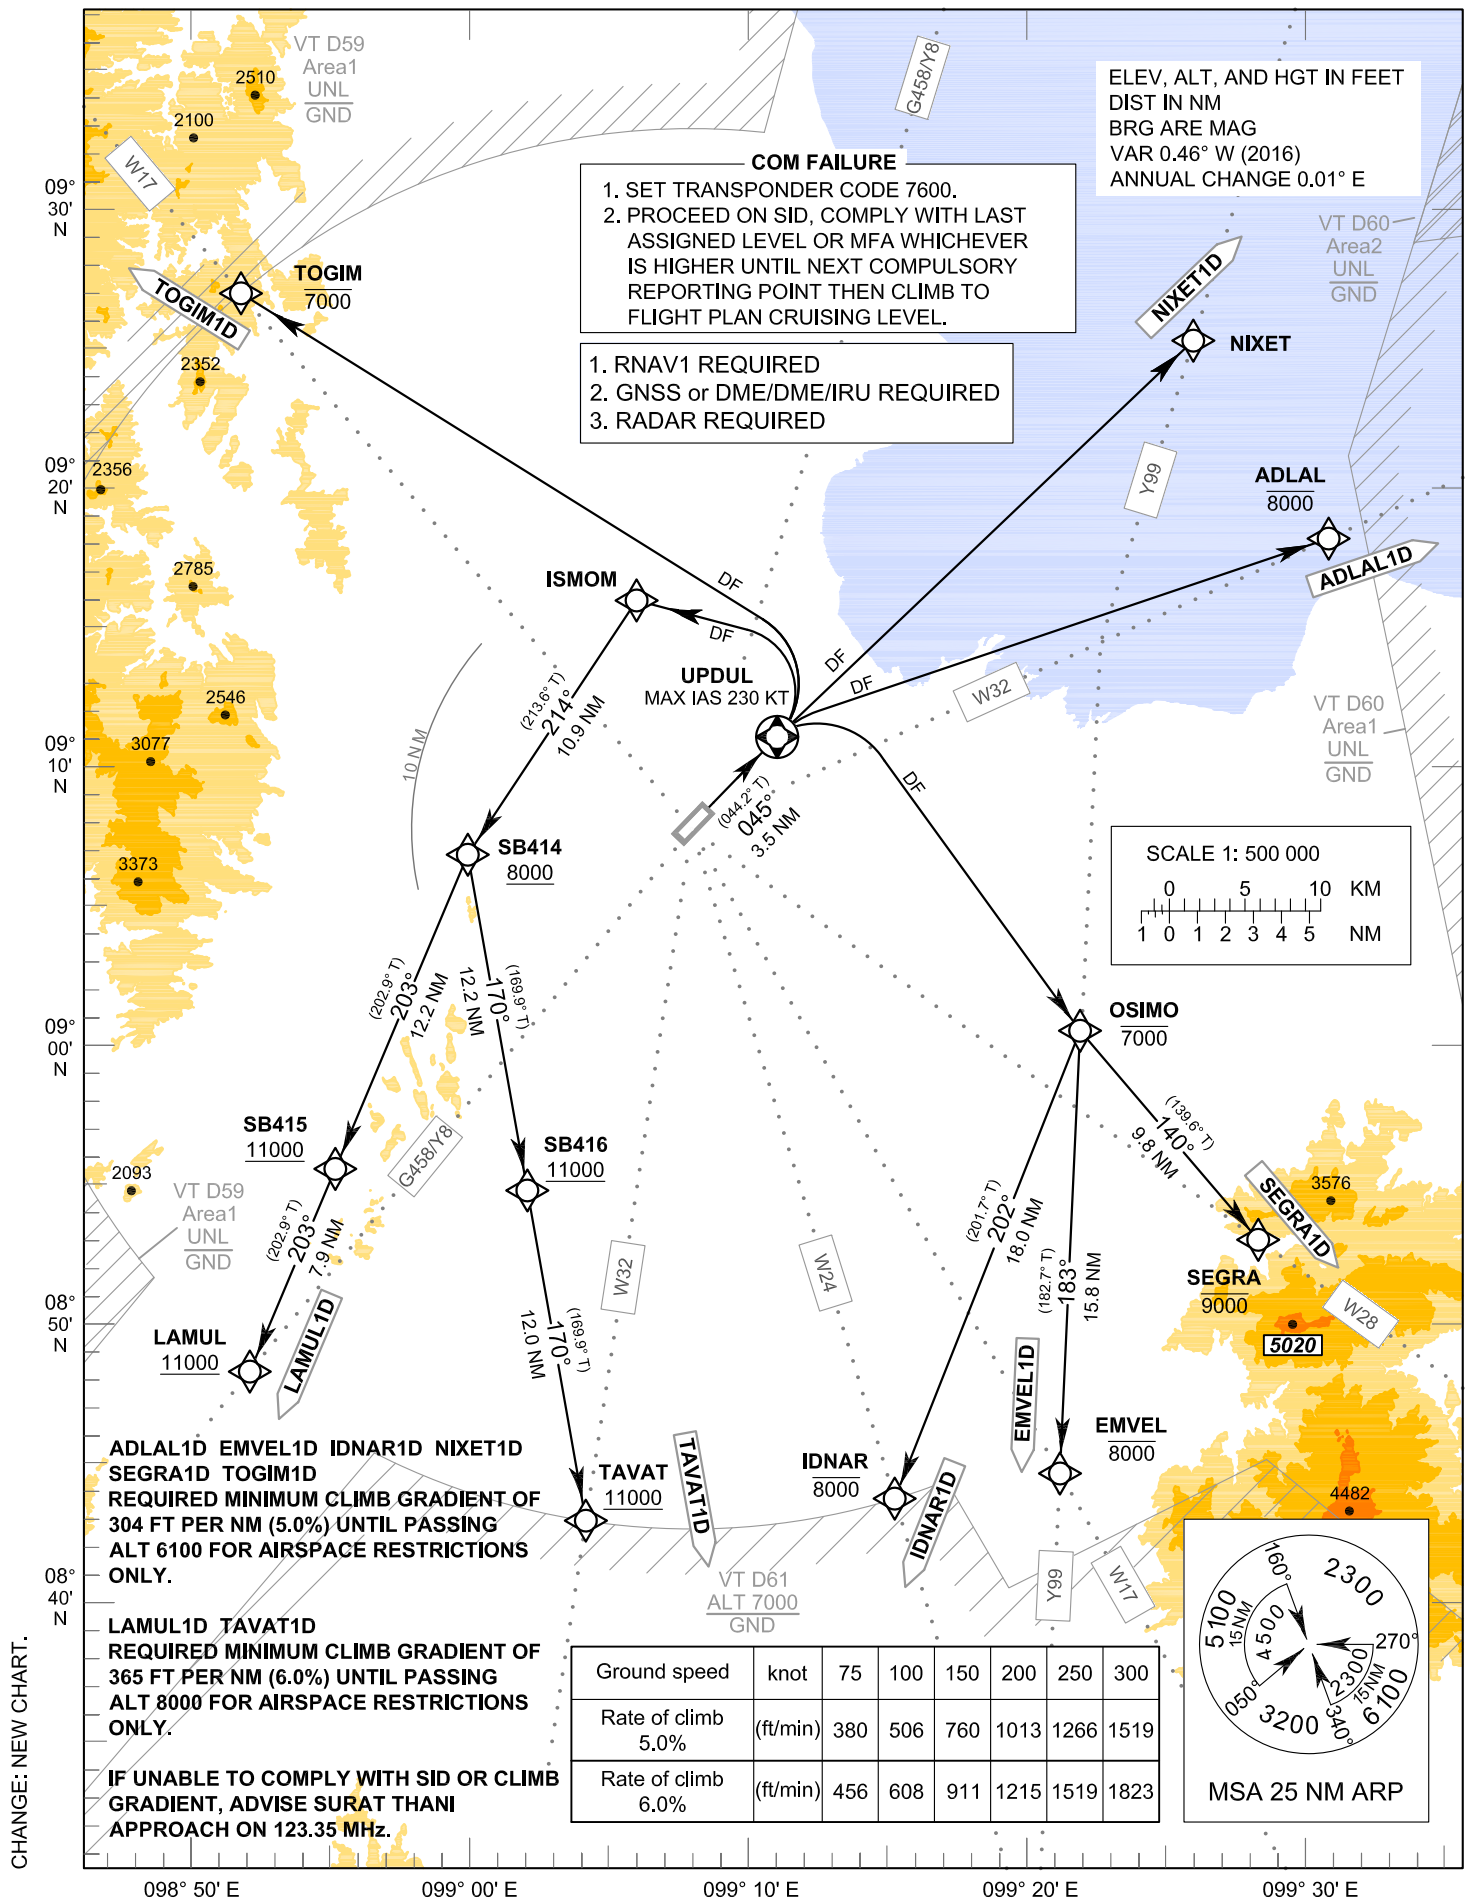 VT D59
Area1
UNL
GND
2510
2100
W17
09°
30'
N
G458/Y8
ELEV, ALT, AND HGT IN FEET
DIST IN NM
BRG ARE MAG
VAR 0.46° W (2016)
ANNUAL CHANGE 0.01° E
COM FAILURE
1. SET TRANSPONDER CODE 7600.
2. PROCEED ON SID, COMPLY WITH LAST
ASSIGNED LEVEL OR MFA WHICHEVER
IS HIGHER UNTIL NEXT COMPULSORY
REPORTING POINT THEN CLIMB TO
FLIGHT PLAN CRUISING LEVEL.
1. RNAV1 REQUIRED
2. GNSS or DME/DME/IRU REQUIRED
3. RADAR REQUIRED
VT D60
Area2
UNL
GND
TOGIM
7000
TOGIM1D
NIXET1D
NIXET
2352
2356
09°
20'
N
Y99
ADLAL
8000
ADLAL1D
2785
ISMOM
DF
DF
DF
DF
DF
UPDUL
MAX IAS 230 KT
W32
2546
3077
3373
09°
10'
N
10 NM
(213.6° T)
214°
10.9 NM
(044.2° T)
045°
3.5 NM
VT D60
Area1
UNL
GND
SB414
8000
SCALE 1: 500 000
0 5 10 KM
1 0 1 2 3 4 5 NM
(202.9° T)
203°
12.2 NM
(169.9° T)
170°
12.2 NM
09°
00'
N
OSIMO
7000
SB415
11000
SB416
11000
G458/Y8
2093
VT D59
Area1
UNL
GND
(202.9° T)
203°
7.9 NM
(139.6° T)
140°
9.8 NM
3576
SEGRA1D
SEGRA
9000
W28
5020
(201.7° T)
202°
18.0 NM
(182.7° T)
183°
15.8 NM
W32
W24
08°
50'
N
LAMUL
11000
LAMUL1D
(169.9° T)
170°
12.0 NM
EMVEL1D
EMVEL
8000
TAVAT
11000
TAVAT1D
IDNAR
8000
IDNAR1D
4482
ADLAL1D EMVEL1D IDNAR1D NIXET1D
SEGRA1D TOGIM1D
REQUIRED MINIMUM CLIMB GRADIENT OF
304 FT PER NM (5.0%) UNTIL PASSING
ALT 6100 FOR AIRSPACE RESTRICTIONS
ONLY.
08°
40'
N
VT D61
ALT 7000
GND
Y99
W17
LAMUL1D TAVAT1D
REQUIRED MINIMUM CLIMB GRADIENT OF
365 FT PER NM (6.0%) UNTIL PASSING
ALT 8000 FOR AIRSPACE RESTRICTIONS
ONLY.
IF UNABLE TO COMPLY WITH SID OR CLIMB
GRADIENT, ADVISE SURAT THANI
APPROACH ON 123.35 MHz.
Ground speed knot 75 100 150 200 250 300
Rate of climb
5.0% (ft/min) 380 506 760 1013 1266 1519
Rate of climb
6.0% (ft/min) 456 608 911 1215 1519 1823
160°
2300
5100
15 NM
4500
270°
2300
15 NM
6100
050°
3200
340°
MSA 25 NM ARP
CHANGE: NEW CHART.
098° 50' E
099° 00' E
099° 10' E
099° 20' E
099° 30' E